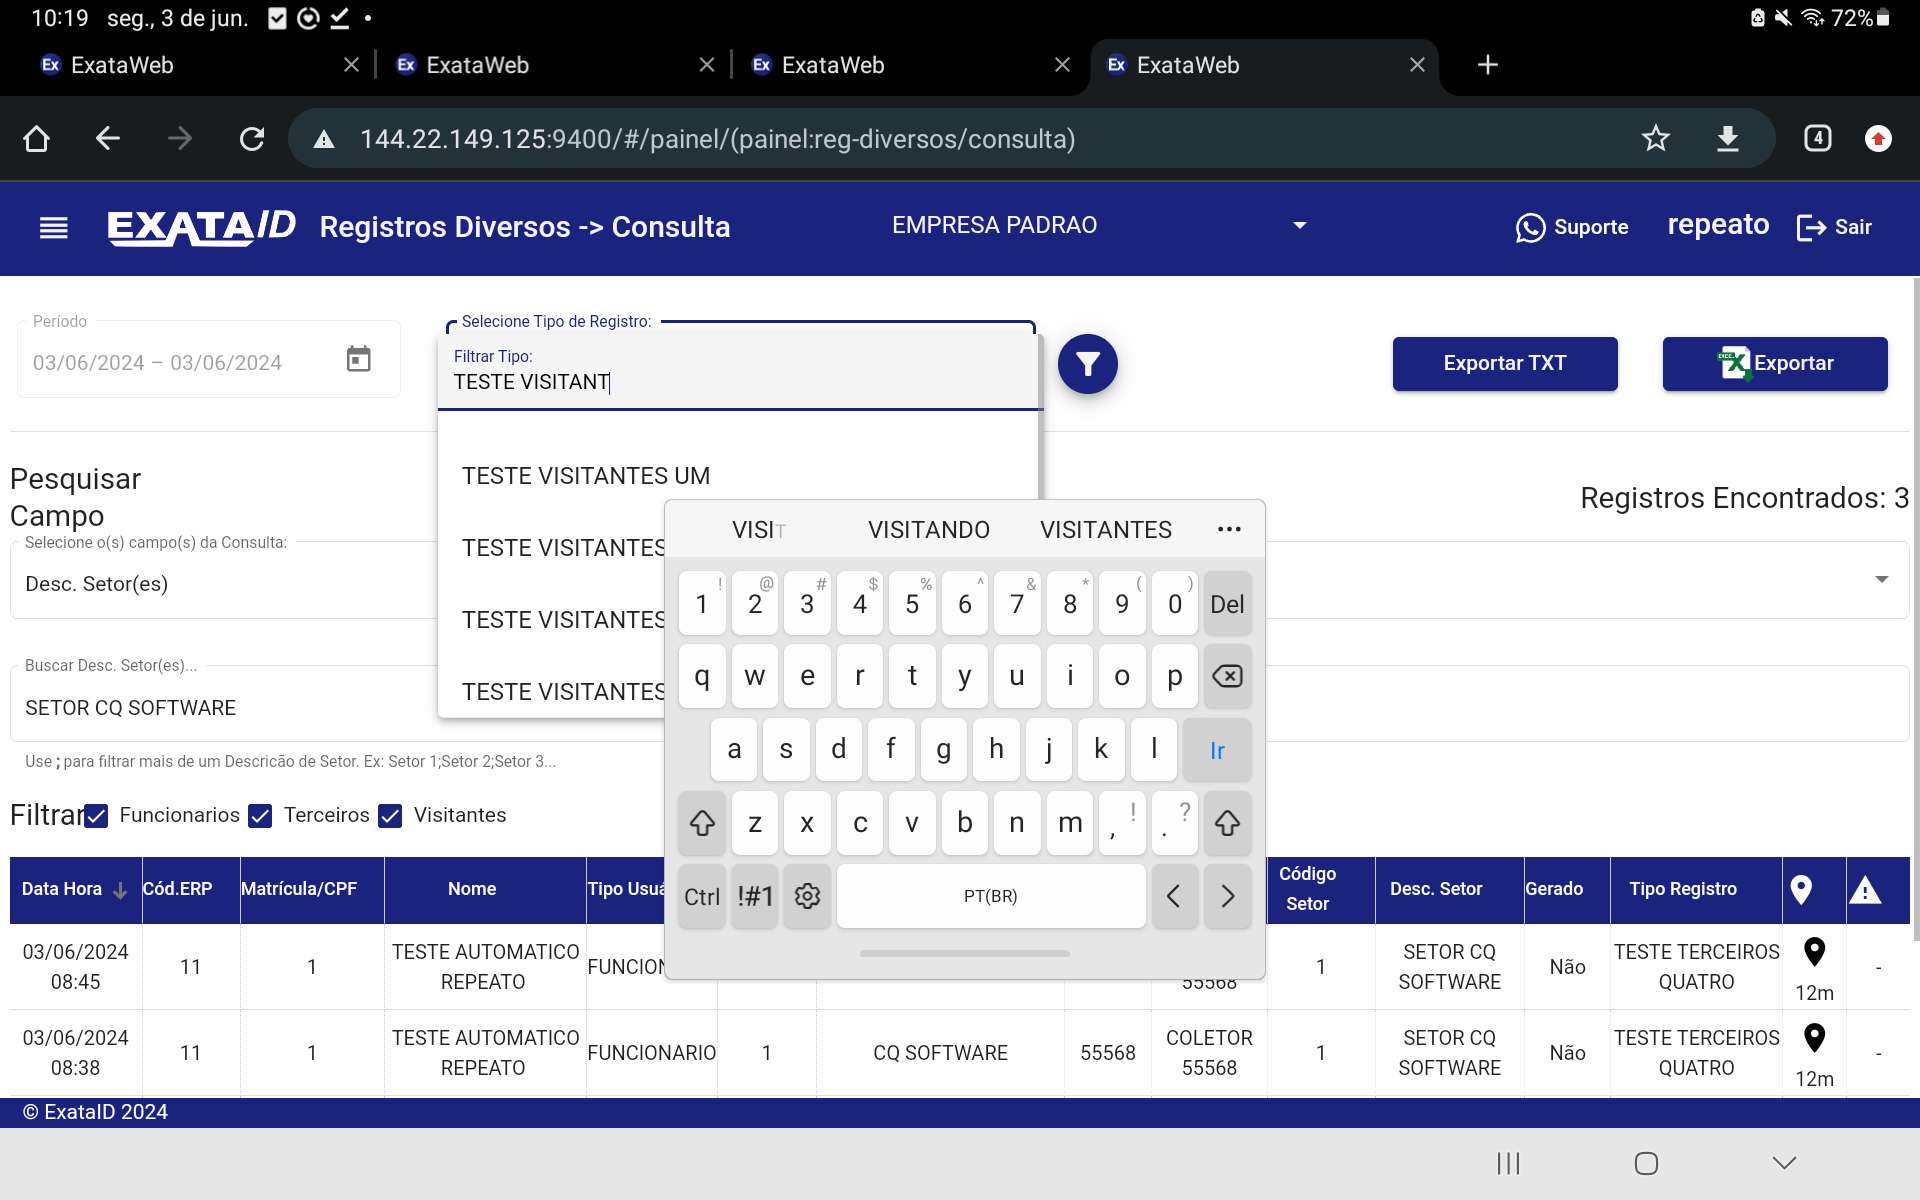 10:19 seg., 3 de jun. 72%
ExataWeb ExataWeb ExataWeb ExataWeb
144.22.149.125:9400/#/painel/(painel:reg-diversos/consulta) 4
EXATA/ID Registros Diversos -> Consulta EMPRESA PADRAO Suporte repeato Sair
Período
03/06/2024 – 03/06/2024
Selecione Tipo de Registro:
Filtrar Tipo:
TESTE VISITANT
Exportar TXT
Exportar
TESTE VISITANTES UM
TESTE VISITANTES
TESTE VISITANTES
TESTE VISITANTES
Pesquisar
Campo
Registros Encontrados: 3
Selecione o(s) campo(s) da Consulta:
Desc. Setor(es)
Buscar Desc. Setor(es)...
SETOR CQ SOFTWARE
Use ; para filtrar mais de um Descricão de Setor. Ex: Setor 1;Setor 2;Setor 3...
Filtrar Funcionarios Terceiros Visitantes
VISIT VISITANDO VISITANTES
! @ # $ % ^ & * ( )
1 2 3 4 5 6 7 8 9 0 Del
q w e r t y u i o p
a s d f g h j k l Ir
z x c v b n m , ! . ?
Ctrl !#1 PT(BR) < >
Data Hora Cód.ERP Matrícula/CPF Nome Tipo Usuá Código Setor Desc. Setor Gerado Tipo Registro
03/06/2024 08:45 11 1 TESTE AUTOMATICO REPEATO FUNCION 55568 1 SETOR CQ SOFTWARE Não TESTE TERCEIROS QUATRO 12m -
03/06/2024 08:38 11 1 TESTE AUTOMATICO REPEATO FUNCIONARIO 1 CQ SOFTWARE 55568 COLETOR 55568 1 SETOR CQ SOFTWARE Não TESTE TERCEIROS QUATRO 12m -
© ExataID 2024